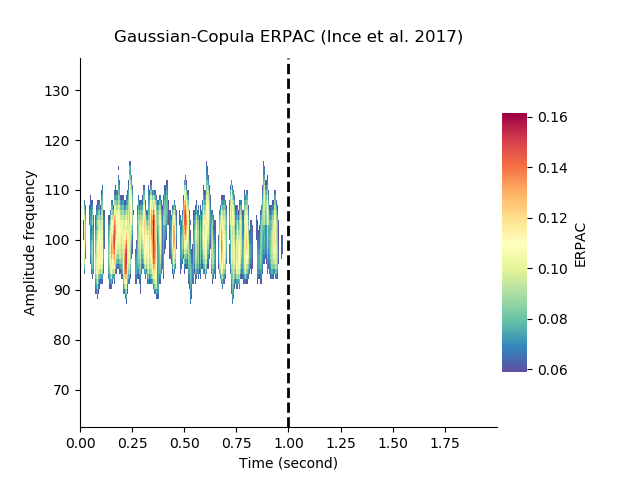 Gaussian-Copula ERPAC (Ince et al. 2017)
130
120
110
100
90
80
70
Amplitude frequency
0.00 0.25 0.50 0.75 1.00 1.25 1.50 1.75
Time (second)
0.16
0.14
0.12
0.10
0.08
0.06
ERPAC